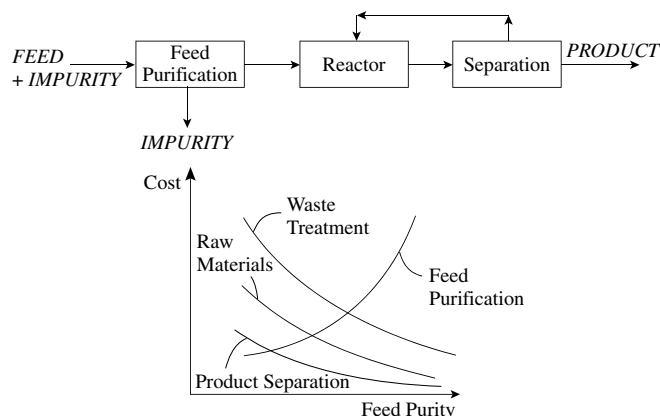 FEED
+ IMPURITY
Feed
Purification
Reactor
Separation
PRODUCT
IMPURITY
Cost
Waste
Treatment
Raw
Materials
Feed
Purification
Product Separation
Feed Purity